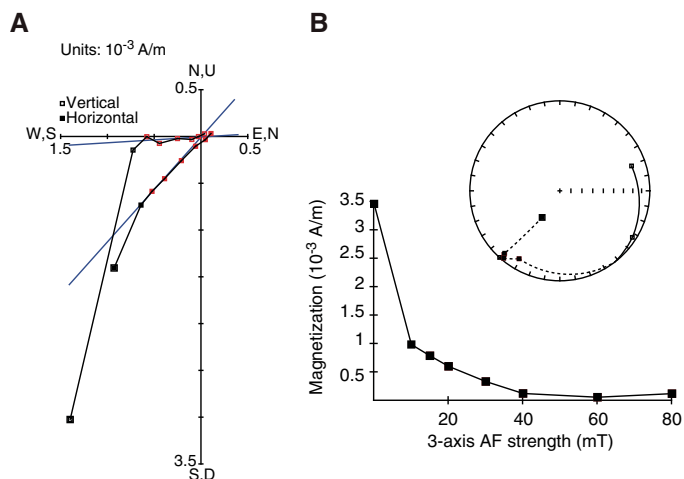 A
Units: 10-3 A/m
N,U
0.5
Vertical
Horizontal
W,S
E,N
1.5
0.5
3.5
S,D
B
3.5
2.5
2
1.5
1
0.5
20
40
60
80
Magnetization (10-3 A/m)
3-axis AF strength (mT)